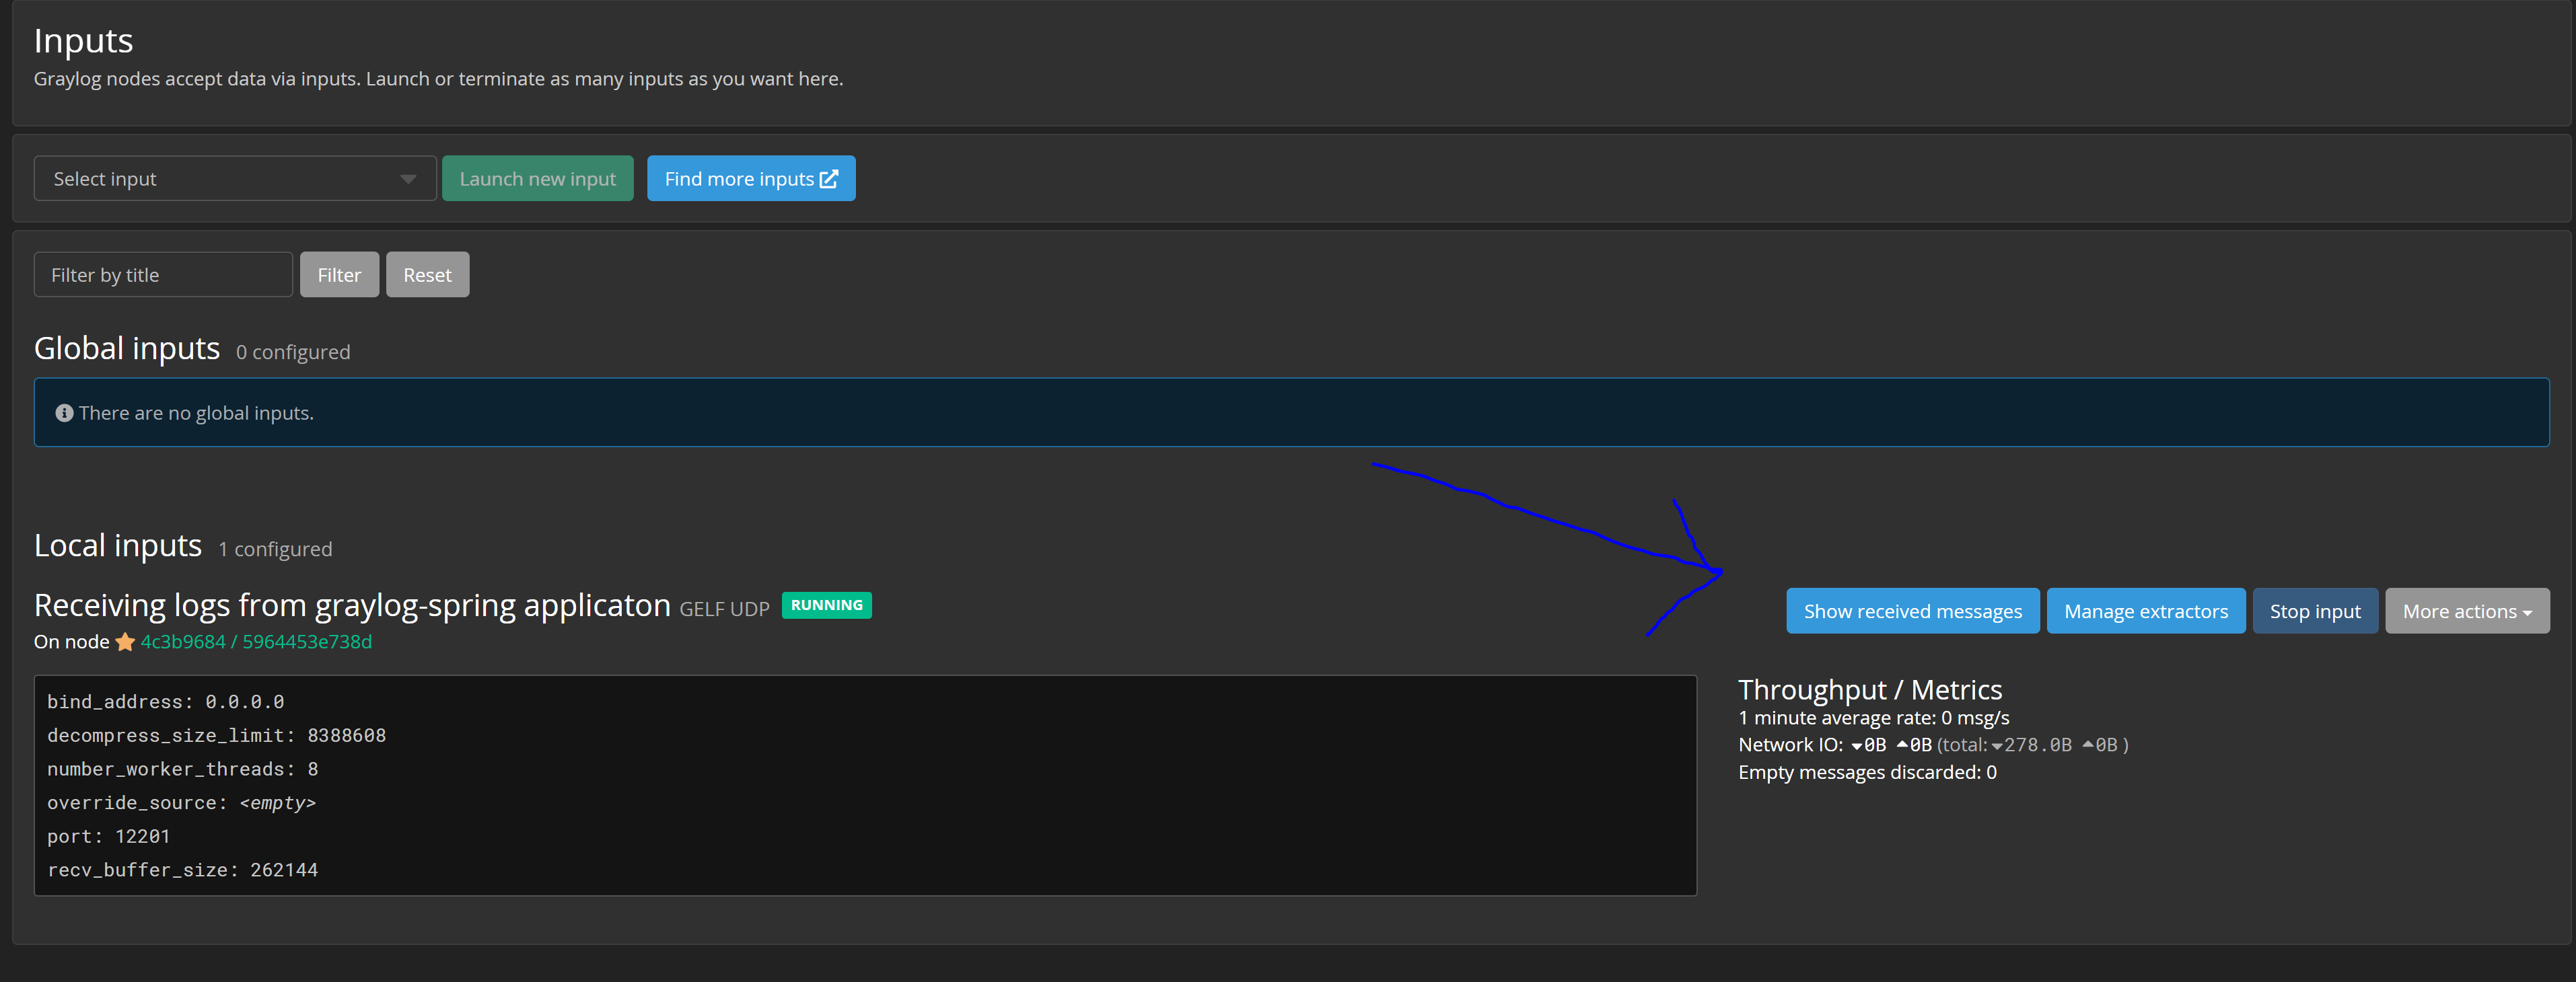 Inputs
Graylog nodes accept data via inputs. Launch or terminate as many inputs as you want here.
Select input Launch new input Find more inputs
Filter by title Filter Reset
Global inputs 0 configured
There are no global inputs.
Local inputs 1 configured
Receiving logs from graylog-spring applicaton GELF UDP RUNNING
Show received messages Manage extractors Stop input More actions
On node 4c3b9684 / 5964453e738d
bind_address: 0.0.0.0
decompress_size_limit: 8388608
number_worker_threads: 8
override_source: <empty>
port: 12201
recv_buffer_size: 262144
Throughput / Metrics
1 minute average rate: 0 msg/s
Network IO: 0B 0B (total: 278.0B 0B )
Empty messages discarded: 0